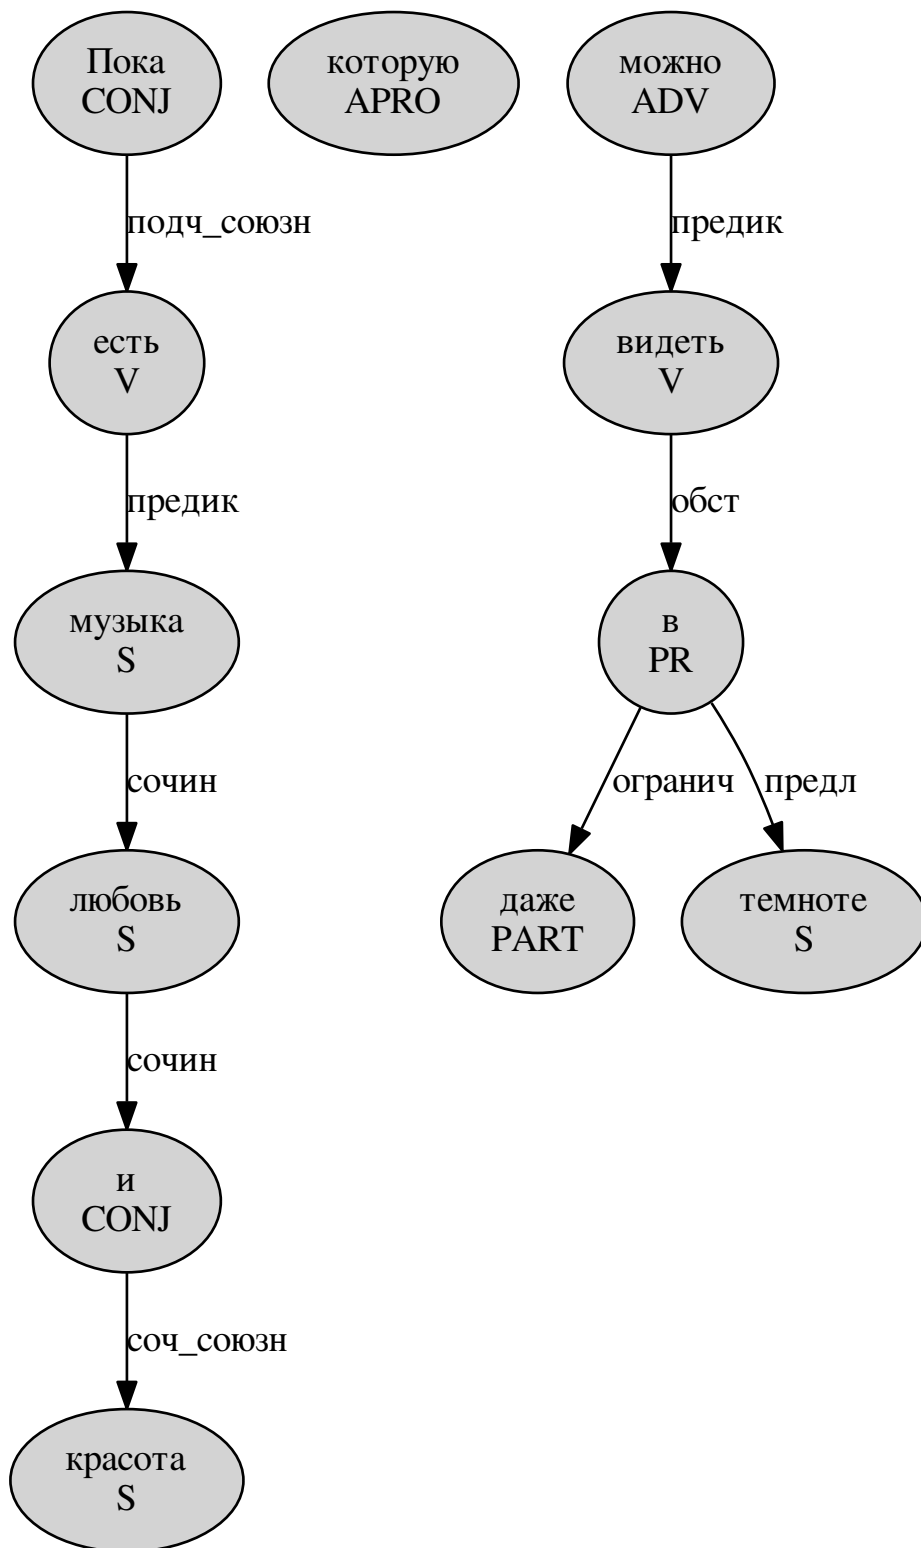 Пока
CONJ
которую
APRO
можно
ADV
подч_союзн
предик
есть
V
видеть
V
предик
обст
музыка
S
в
PR
сочин
огранич
предл
любовь
S
даже
PART
темноте
S
сочин
и
CONJ
соч_союзн
красота
S